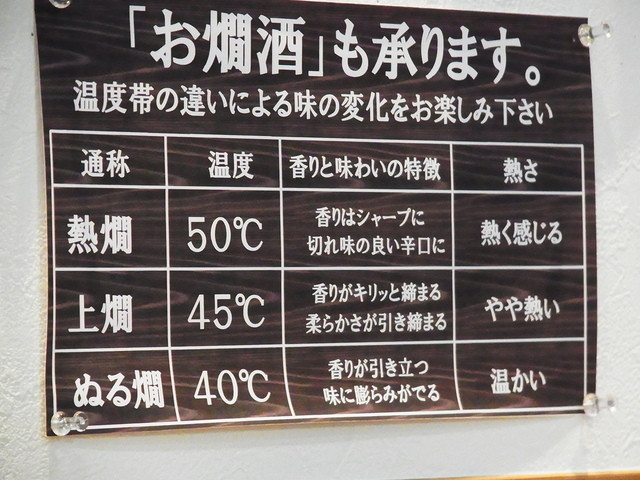 「お燗酒」も承ります。
温度帯の違いによる味の変化をお楽しみ下さい
通称 温度 香りと味わいの特徴 熱さ
熱燗 50℃ 香りはシャープに 熱く感じる
切れ味の良い辛口に
上燗 45℃ 香りがキリッと締まる やや熱い
柔らかさが引き締まる
ぬる燗 40℃ 香りが引き立つ 温かい
味に膨らみがでる